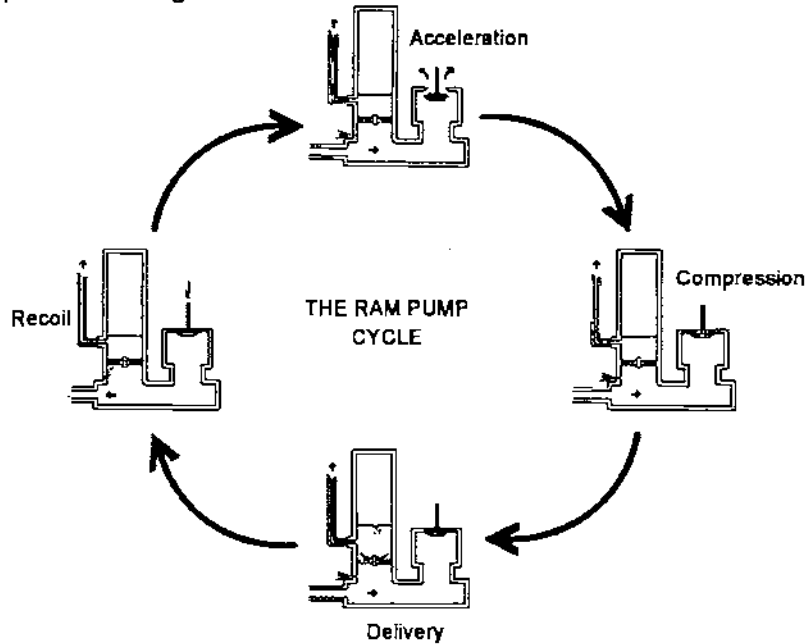 Acceleration
Compression
THE RAM PUMP
CYCLE
Recoil
Delivery